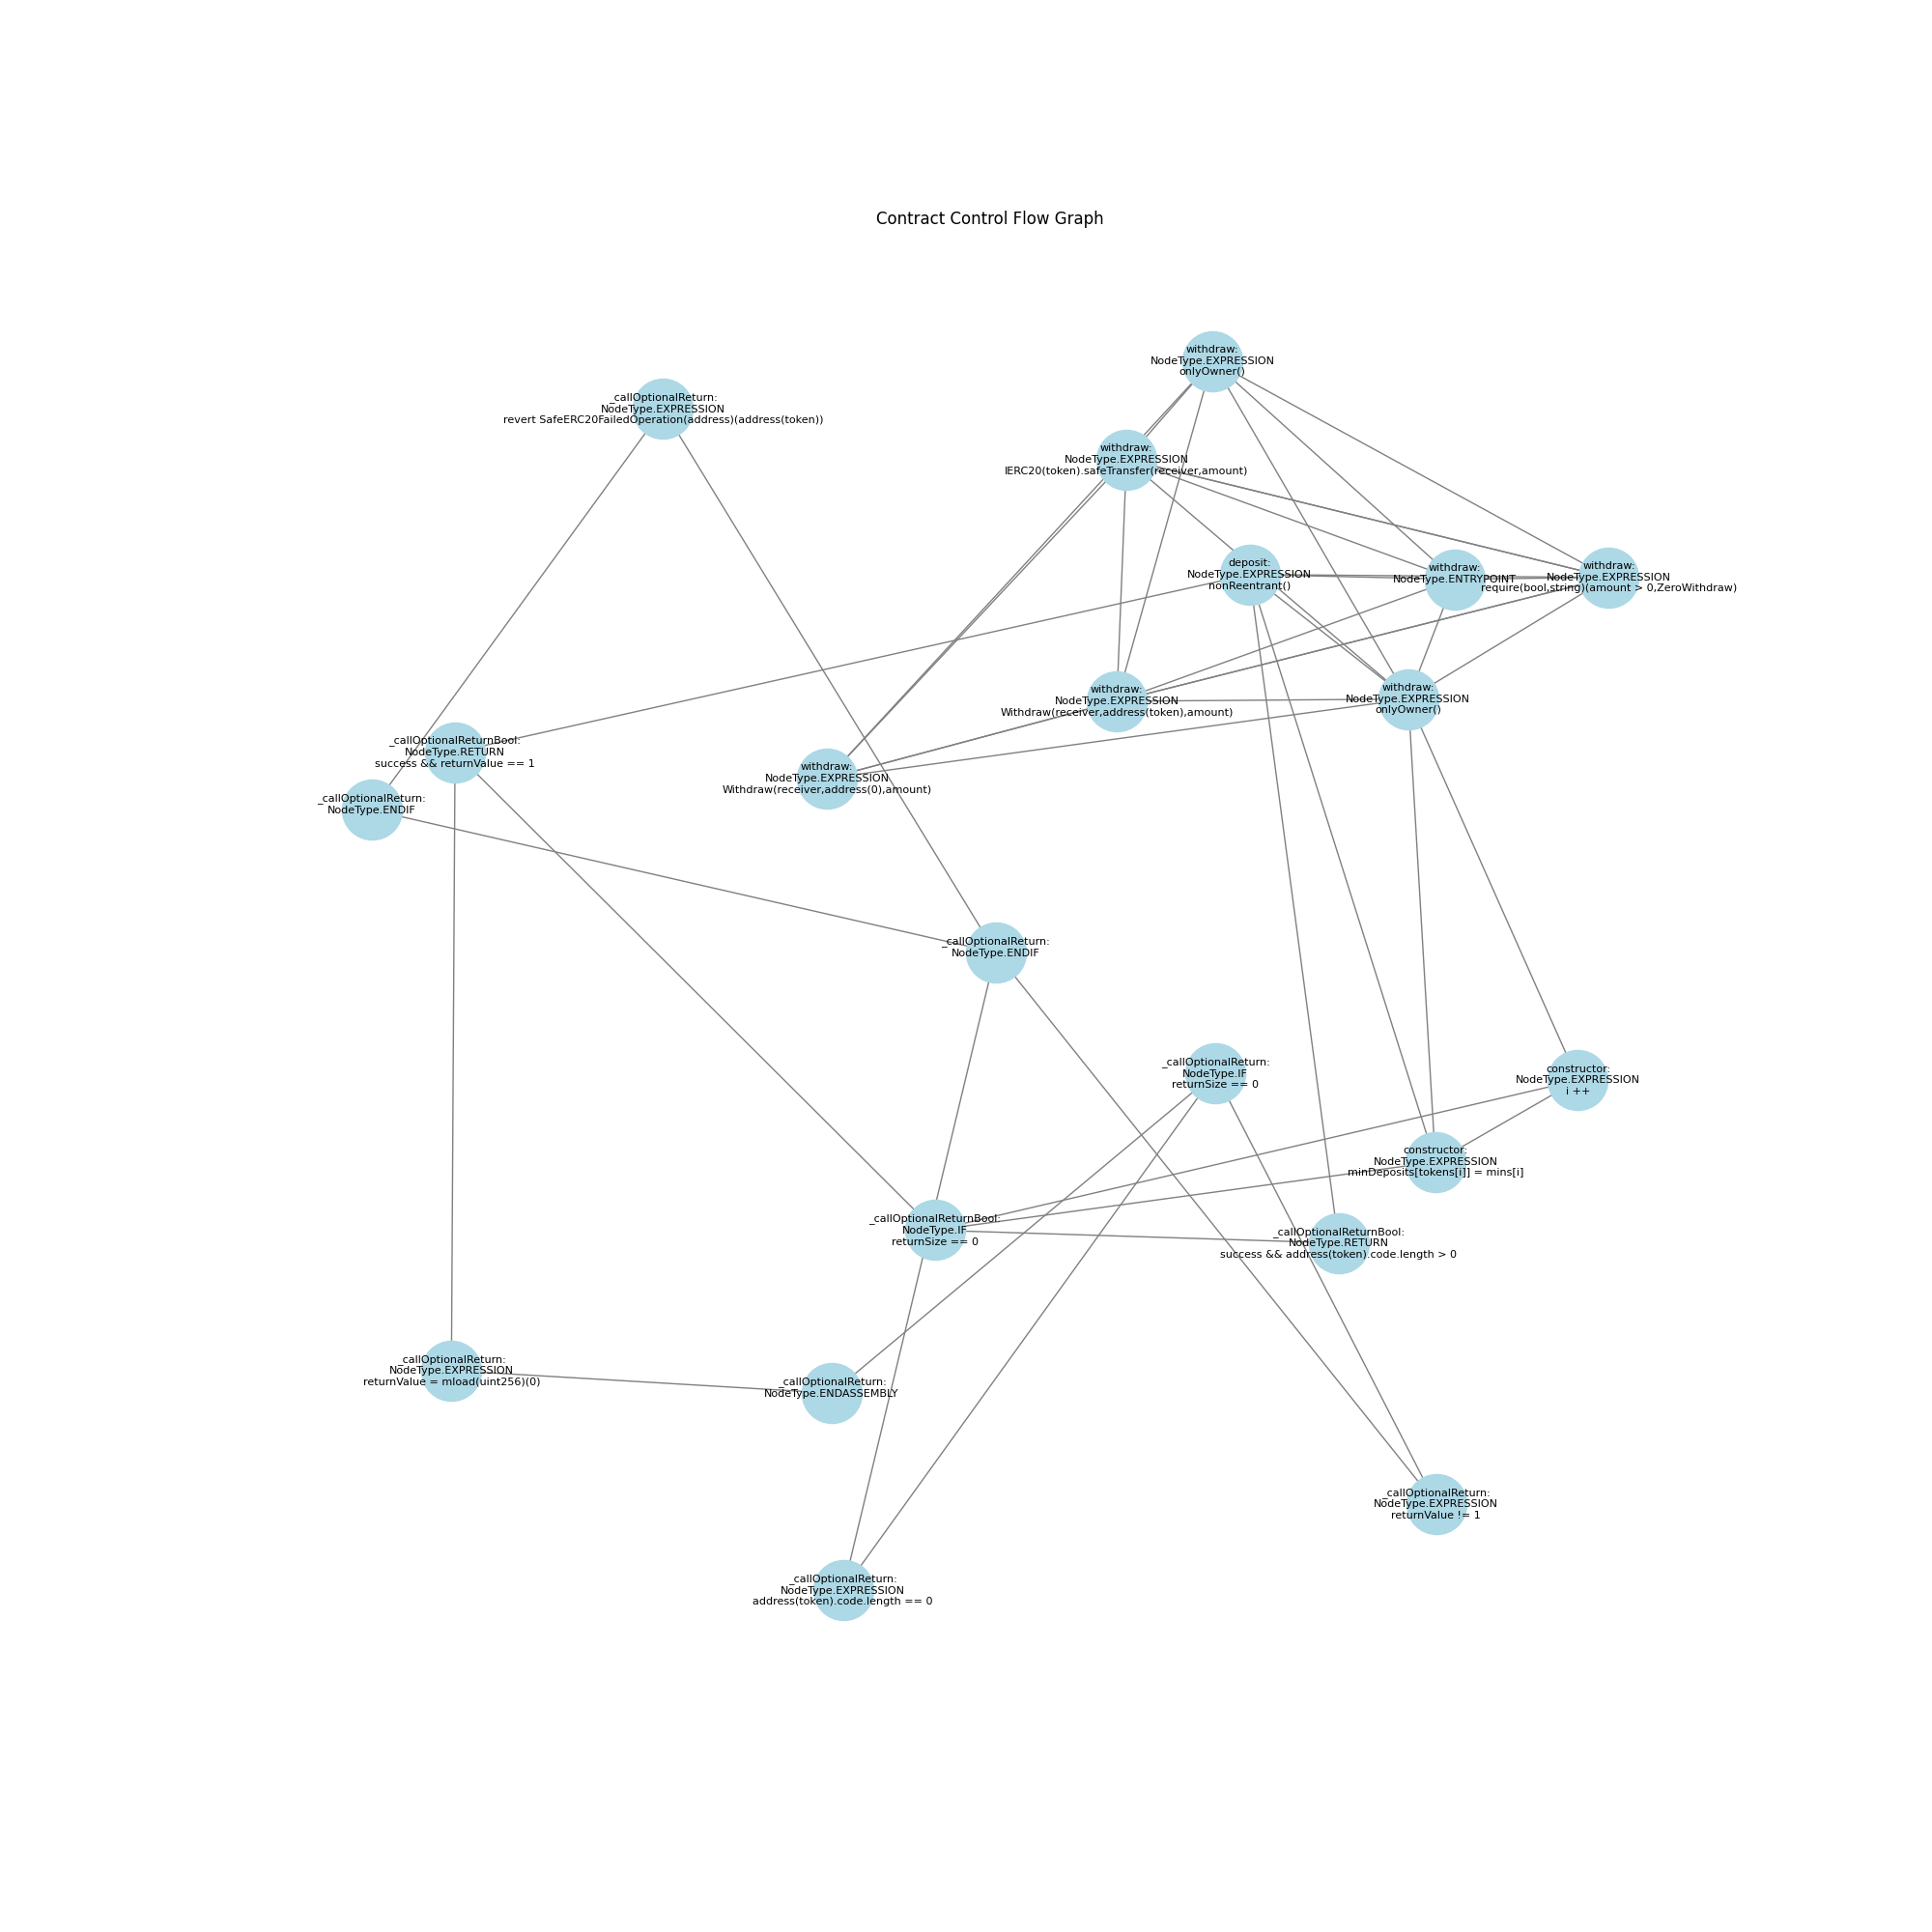 Contract Control Flow Graph
withdraw:
NodeType.EXPRESSION
onlyOwner()
_callOptionalReturn:
NodeType.EXPRESSION
revert SafeERC20FailedOperation(address)(address(token))
withdraw:
NodeType.EXPRESSION
IERC20(token).safeTransfer(receiver,amount)
deposit:
NodeType.EXPRESSION
nonReentrant()
withdraw:
NodeType.ENTRYPOINT
withdraw:
NodeType.EXPRESSION
require(bool,string)(amount > 0,ZeroWithdraw)
withdraw:
NodeType.EXPRESSION
Withdraw(receiver,address(token),amount)
withdraw:
NodeType.EXPRESSION
onlyOwner()
_callOptionalReturnBool:
NodeType.RETURN
success && returnValue == 1
withdraw:
NodeType.EXPRESSION
Withdraw(receiver,address(0),amount)
_callOptionalReturn:
NodeType.ENDIF
_callOptionalReturn:
NodeType.ENDIF
_callOptionalReturn:
NodeType.IF
returnSize == 0
constructor:
NodeType.EXPRESSION
i ++
constructor:
NodeType.EXPRESSION
minDeposits[tokens[i]] = mins[i]
_callOptionalReturnBool:
NodeType.IF
returnSize == 0
_callOptionalReturnBool:
NodeType.RETURN
success && address(token).code.length > 0
_callOptionalReturn:
NodeType.EXPRESSION
returnValue = mload(uint256)(0)
_callOptionalReturn:
NodeType.ENDASSEMBLY
_callOptionalReturn:
NodeType.EXPRESSION
returnValue != 1
_callOptionalReturn:
NodeType.EXPRESSION
address(token).code.length == 0